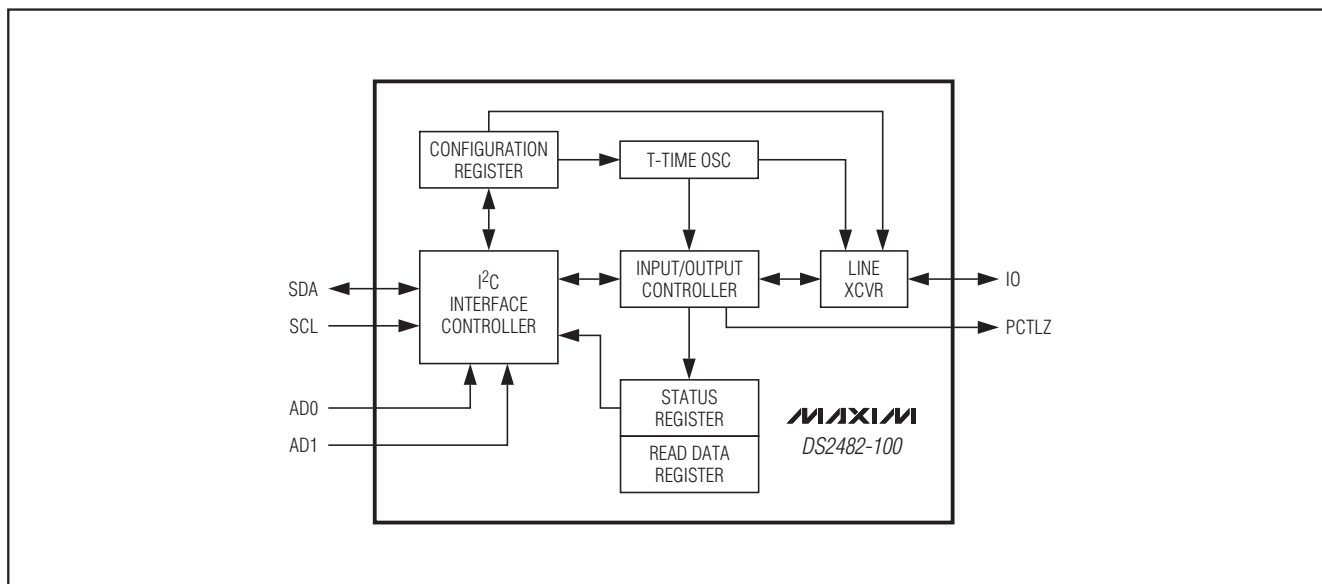 CONFIGURATION
REGISTER
T-TIME OSC
SDA
SCL
AD0
AD1
I²C
INTERFACE
CONTROLLER
INPUT/OUTPUT
CONTROLLER
LINE
XCVR
IO
PCTLZ
STATUS
REGISTER
READ DATA
REGISTER
MAXIM
DS2482-100